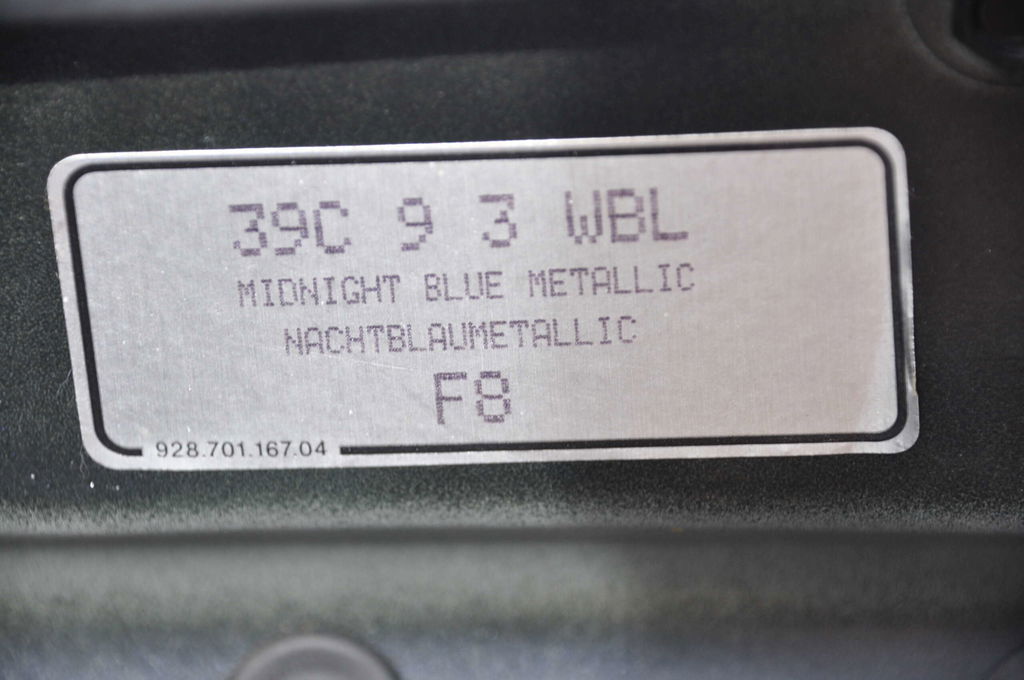 39C 9 3 WBL
MIDNIGHT BLUE METALLIC
NACHTBLAUMETALLIC
F8
928.701.167.04